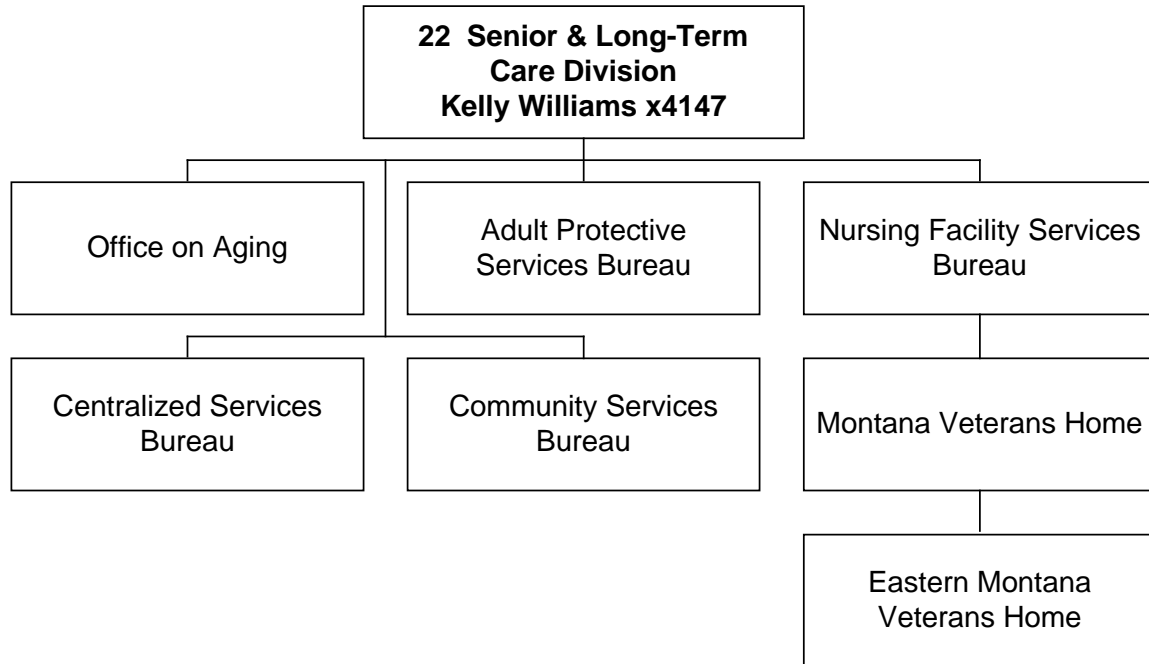 22 Senior & Long-Term
Care Division
Kelly Williams x4147
Office on Aging
Adult Protective
Services Bureau
Nursing Facility Services
Bureau
Centralized Services
Bureau
Community Services
Bureau
Montana Veterans Home
Eastern Montana
Veterans Home